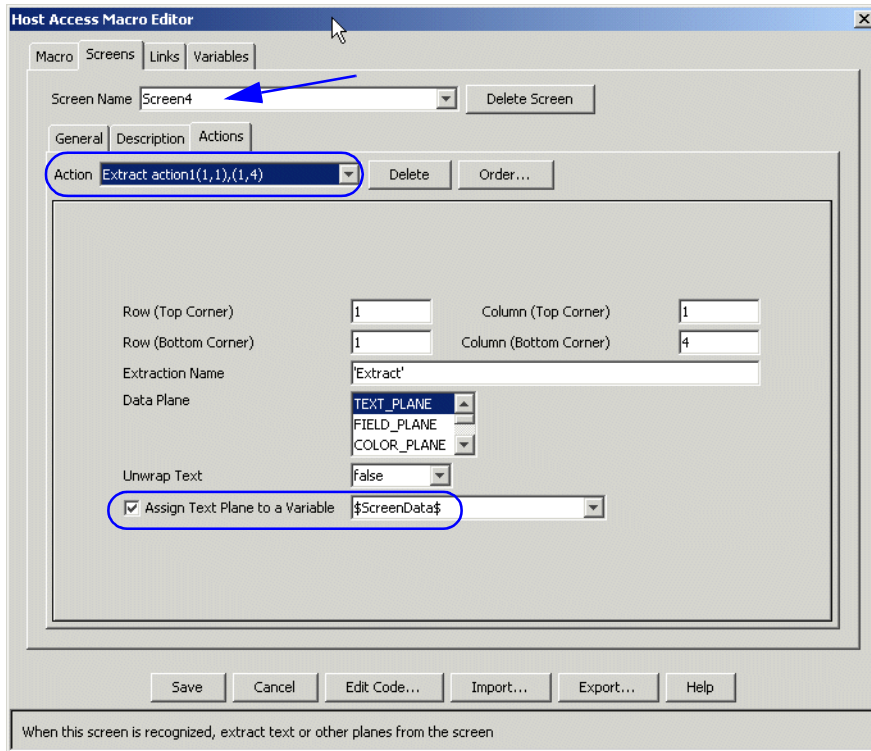 Host Access Macro Editor
Macro Screens Links Variables
Screen Name Screen4 Delete Screen
General Description Actions
Action Extract action1(1,1),(1,4) Delete Order...
Row (Top Corner) 1 Column (Top Corner) 1
Row (Bottom Corner) 1 Column (Bottom Corner) 4
Extraction Name 'Extract'
Data Plane TEXT_PLANE
FIELD_PLANE
COLOR_PLANE
Unwrap Text false
Assign Text Plane to a Variable $ScreenData$
Save Cancel Edit Code... Import... Export... Help
When this screen is recognized, extract text or other planes from the screen